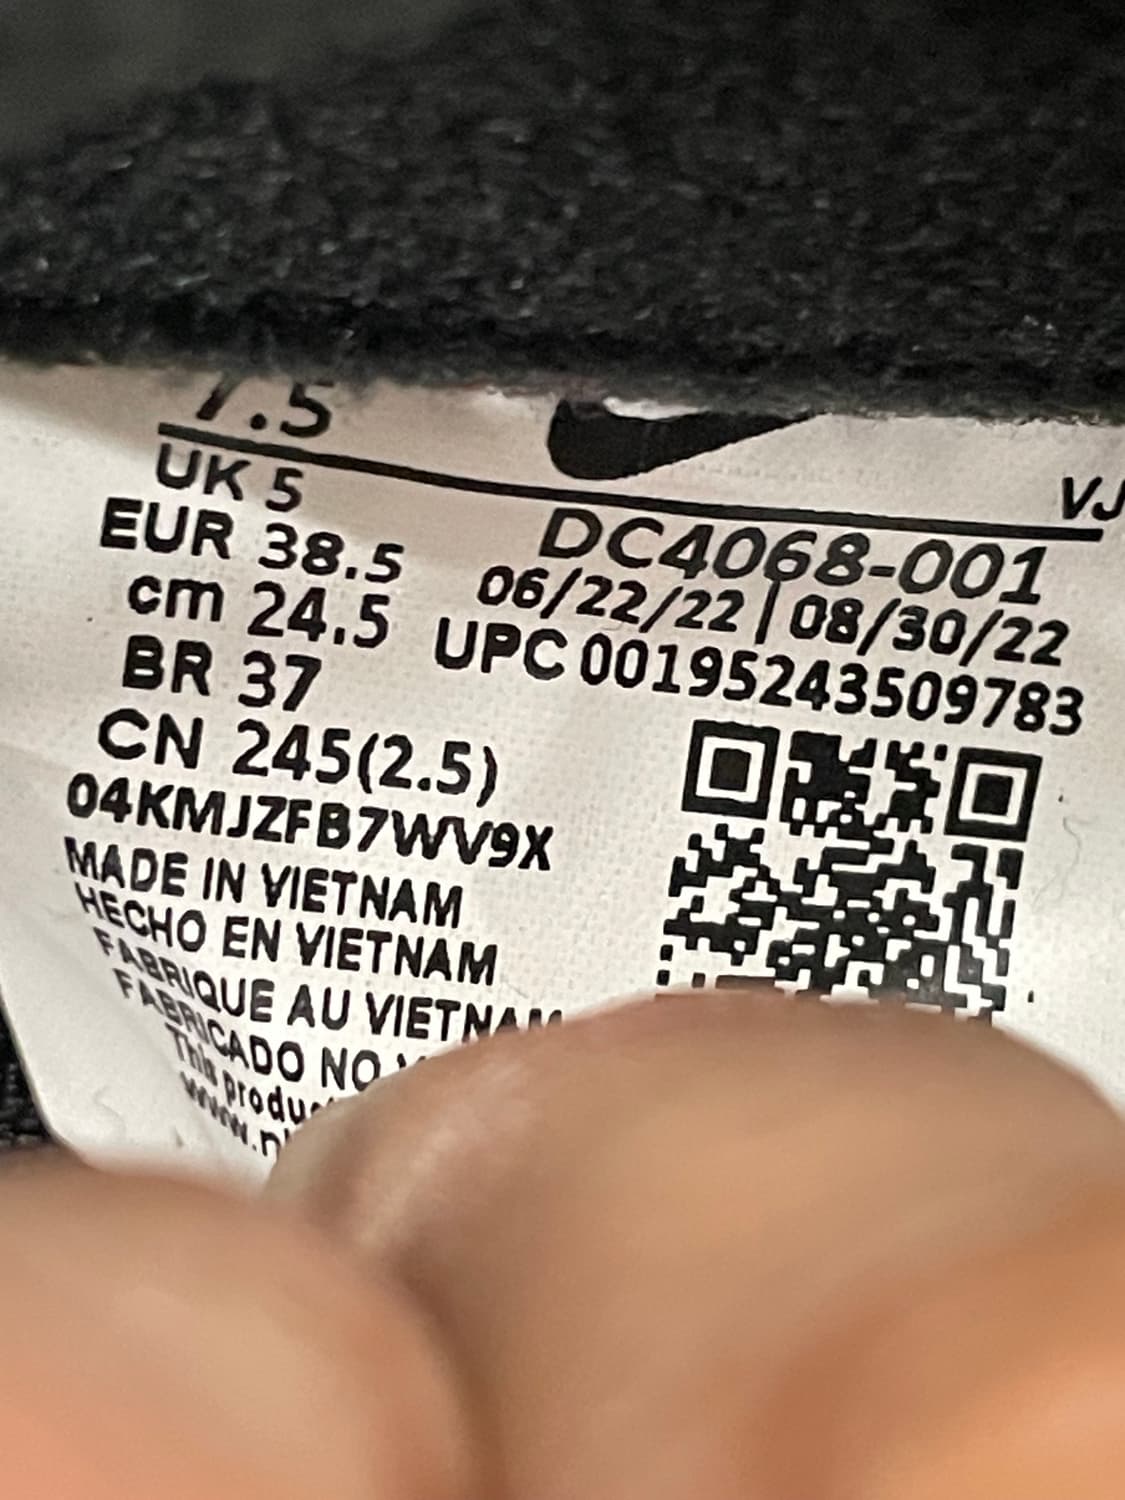 7.5
VJ
UK 5
EUR 38.5
cm 24.5
BR 37
CN 245(2.5)
04KMJZFB7WV9X
DC4068-001
06/22/22 | 08/30/22
UPC 00195243509783
MADE IN VIETNAM
HECHO EN VIETNAM
FABRIQUE AU VIETNAM
FABRICADO NO
This
www.